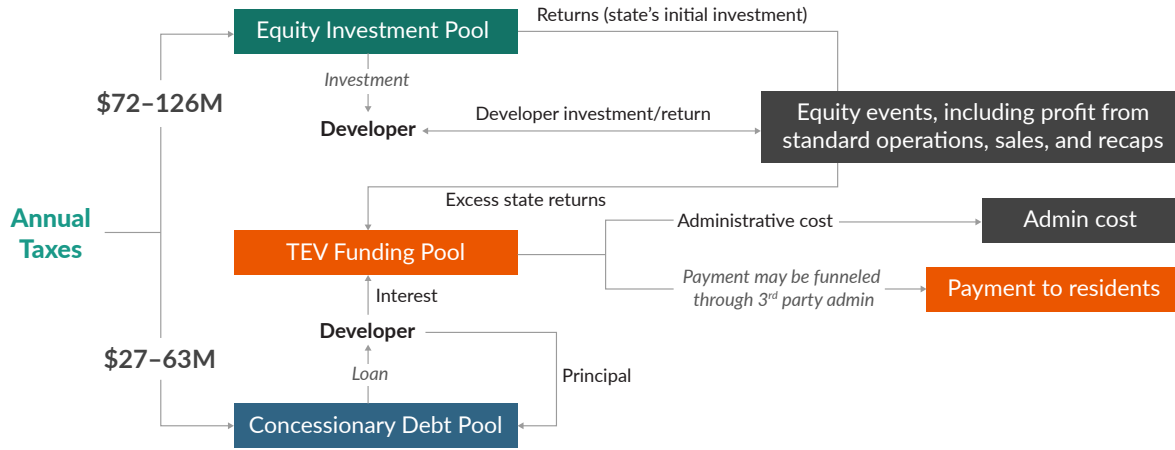 Returns (state’s initial investment)
Equity Investment Pool
Investment
$72–126M
Developer
Developer investment/return
Equity events, including profit from
standard operations, sales, and recaps
Excess state returns
Annual
Taxes
Administrative cost
Admin cost
TEV Funding Pool
Payment may be funneled
through 3rd party admin
Payment to residents
Interest
Developer
$27–63M
Loan
Principal
Concessionary Debt Pool